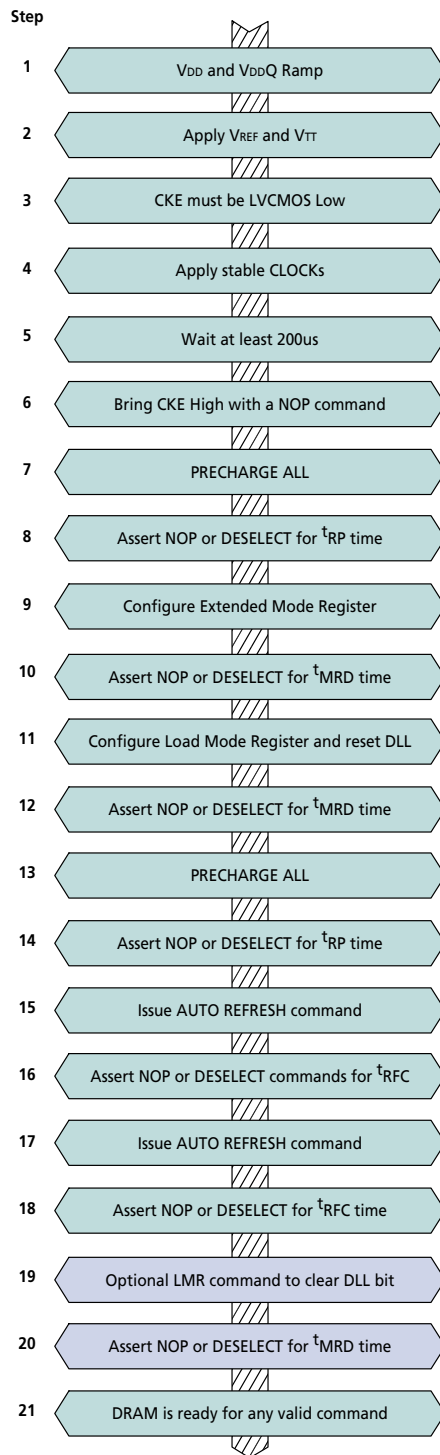 Step
1 VDD and VDDQ Ramp
2 Apply VREF and VTT
3 CKE must be LVCMOS Low
4 Apply stable CLOCKs
5 Wait at least 200us
6 Bring CKE High with a NOP command
7 PRECHARGE ALL
8 Assert NOP or DESELECT for tRP time
9 Configure Extended Mode Register
10 Assert NOP or DESELECT for tMRD time
11 Configure Load Mode Register and reset DLL
12 Assert NOP or DESELECT for tMRD time
13 PRECHARGE ALL
14 Assert NOP or DESELECT for tRP time
15 Issue AUTO REFRESH command
16 Assert NOP or DESELECT commands for tRFC
17 Issue AUTO REFRESH command
18 Assert NOP or DESELECT for tRFC time
19 Optional LMR command to clear DLL bit
20 Assert NOP or DESELECT for tMRD time
21 DRAM is ready for any valid command